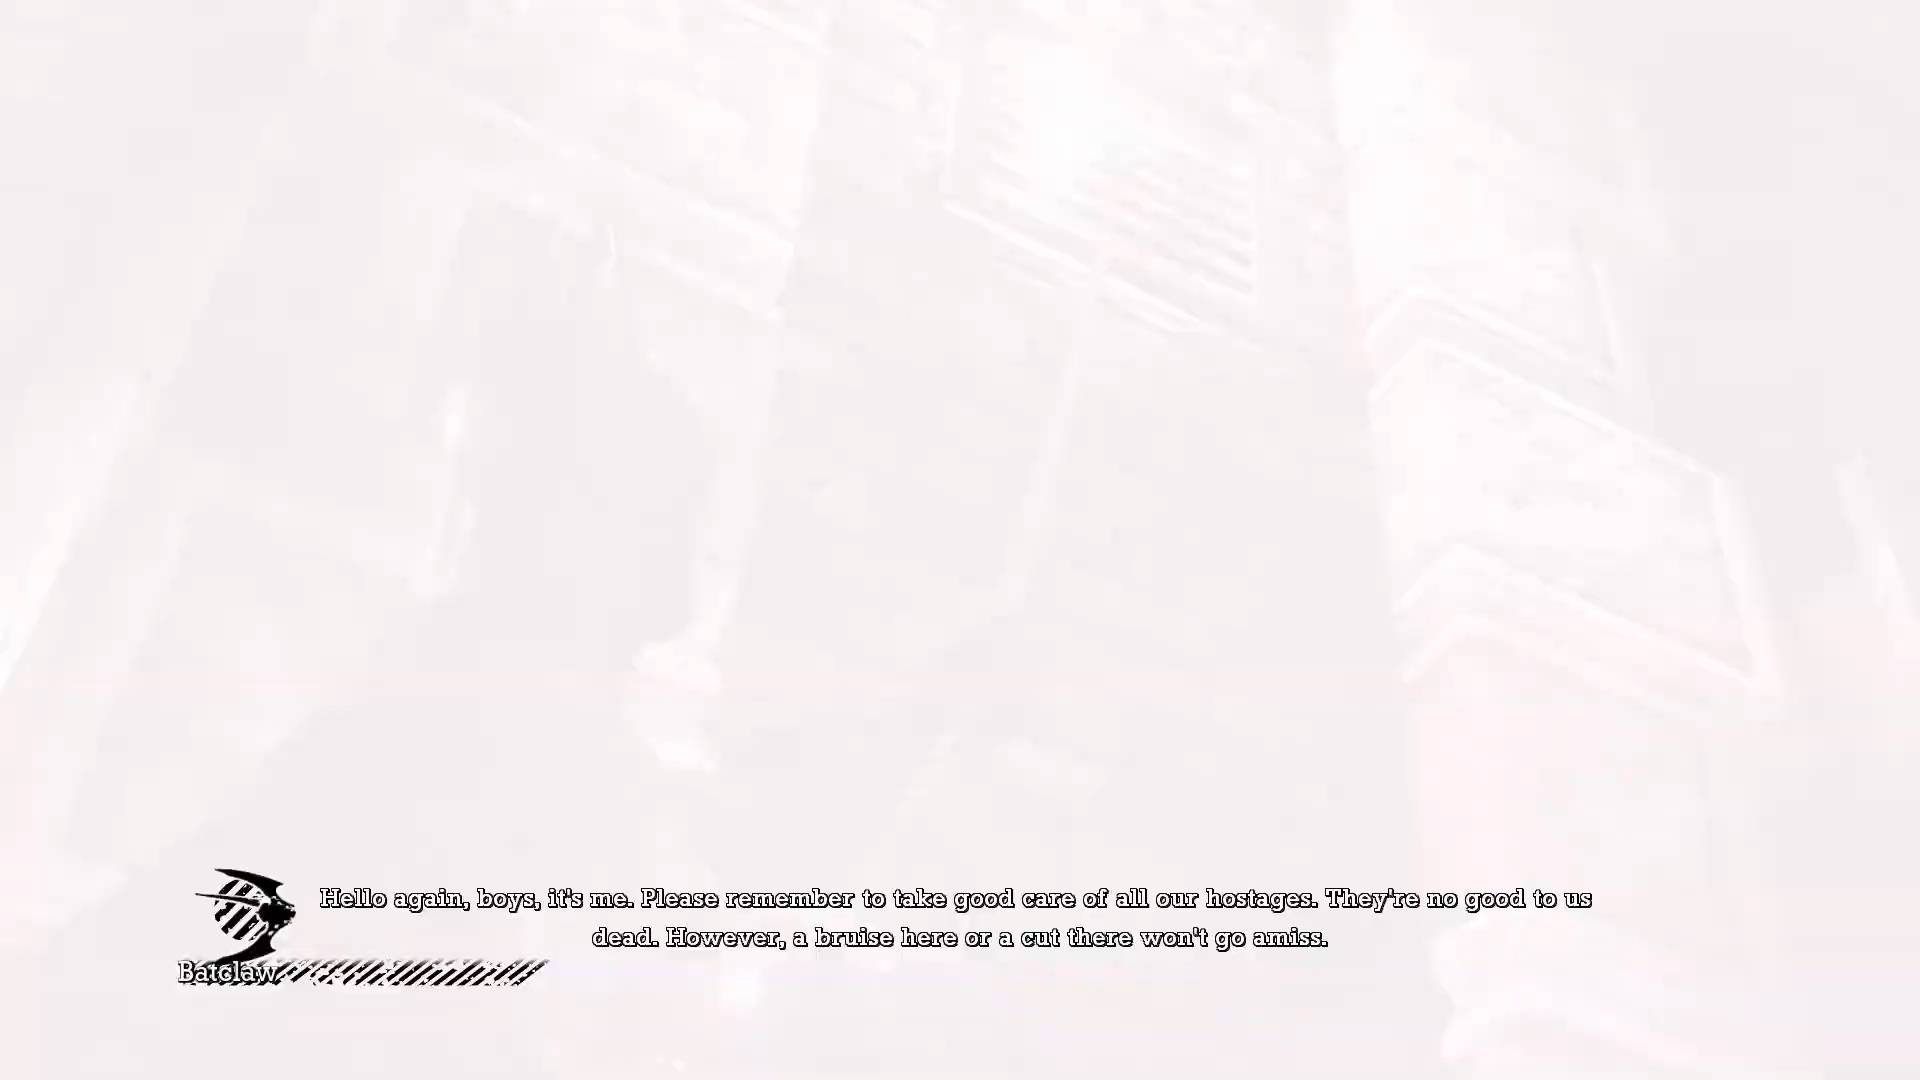 Hello again, boys, it's me. Please remember to take good care of all our hostages. They're no good to us
dead. However, a bruise here or a cut there won't go amiss.
Batclaw